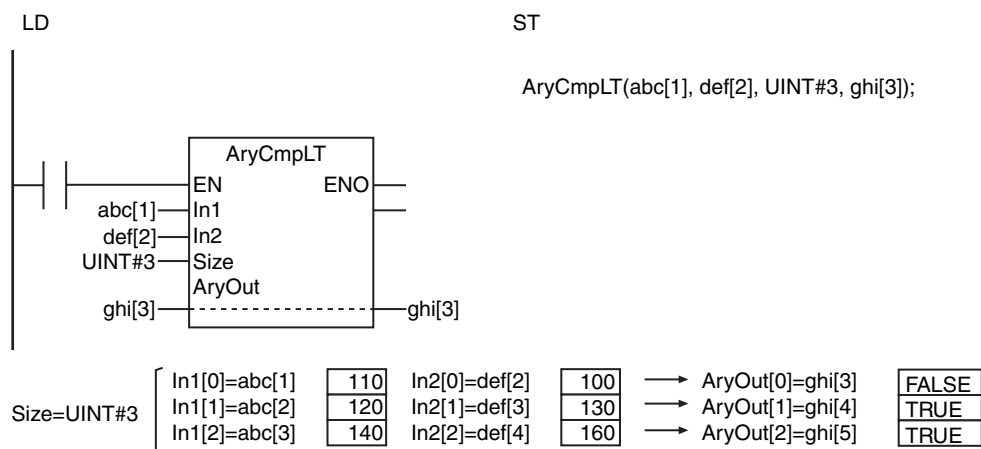 LD ST
AryCmpLT(abc[1], def[2], UINT#3, ghi[3]);
AryCmpLT
EN ENO
abc[1] In1
def[2] In2
UINT#3 Size
AryOut
ghi[3] ghi[3]
In1[0]=abc[1] 110 In2[0]=def[2] 100 AryOut[0]=ghi[3] FALSE
Size=UINT#3 In1[1]=abc[2] 120 In2[1]=def[3] 130 AryOut[1]=ghi[4] TRUE
In1[2]=abc[3] 140 In2[2]=def[4] 160 AryOut[2]=ghi[5] TRUE